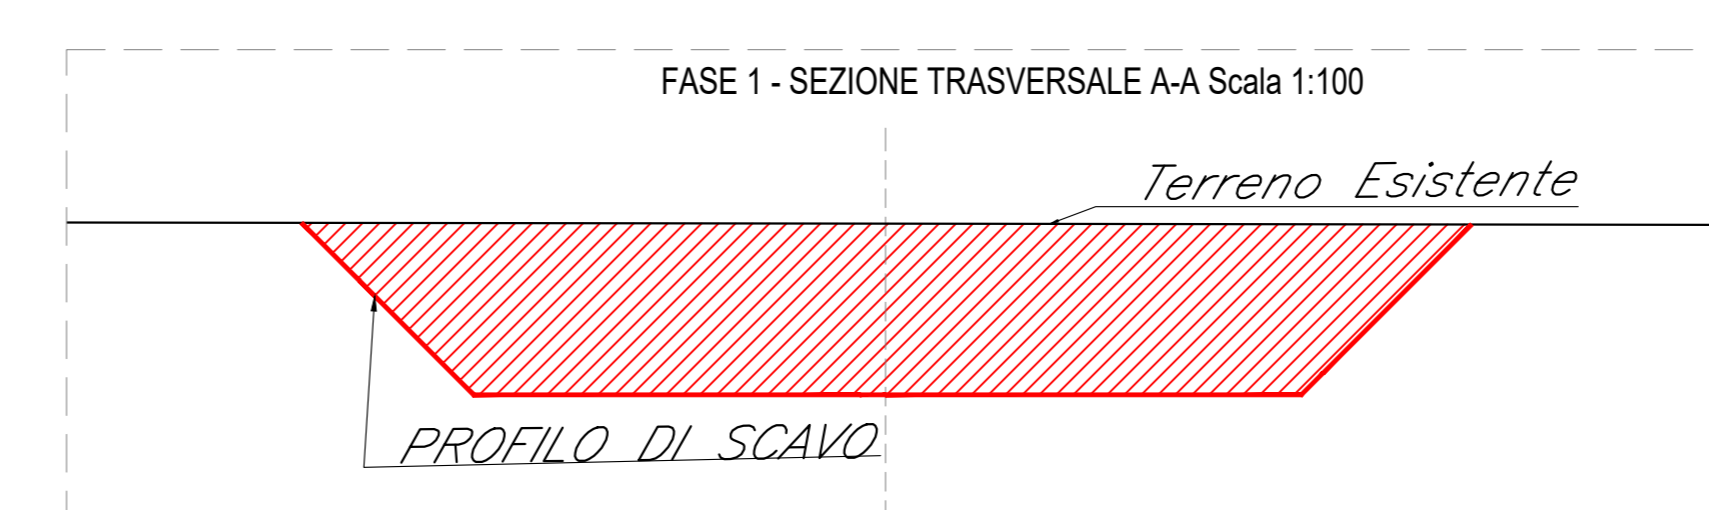 FASE 1 - SEZIONE TRASVERSALE A-A Scala 1:100
Terreno Esistente
PROFILO DI SCAVO